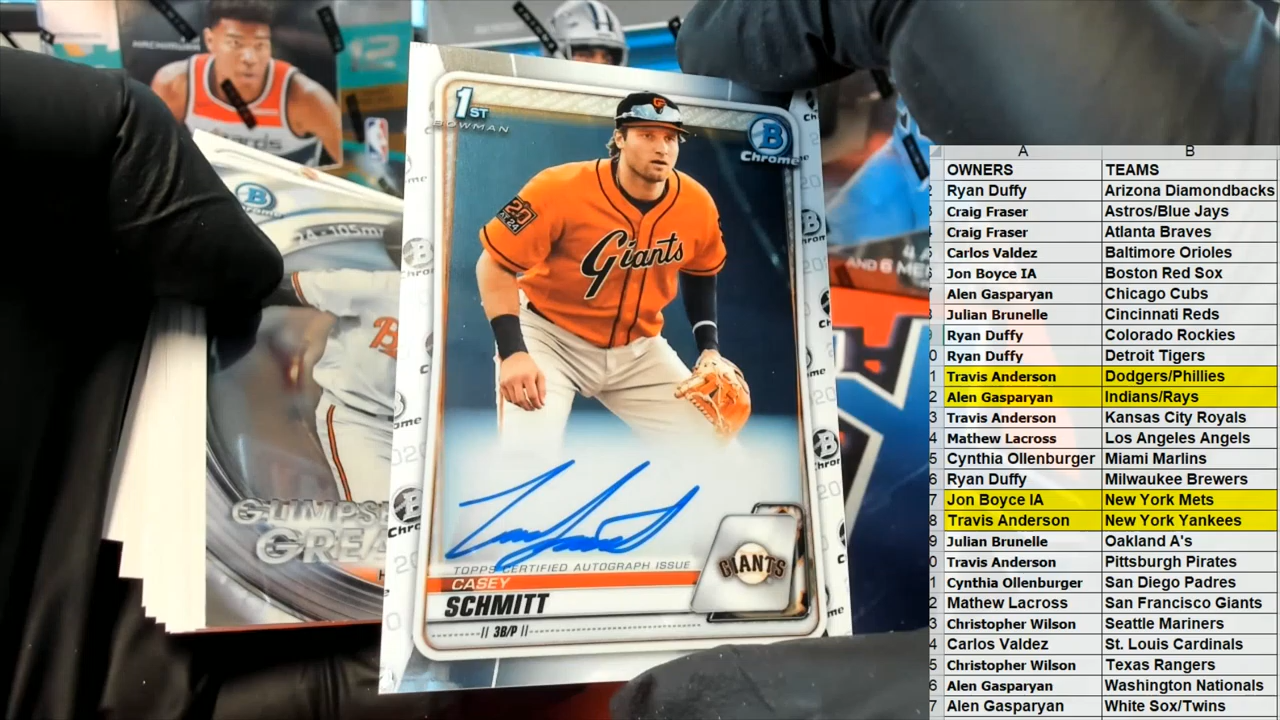 12
1ST
BOWMAN
B
Chrome
20
24
Giants
TOPPS CERTIFIED AUTOGRAPH ISSUE
CASEY
SCHMITT
3B/P
GIANTS
GLIMPSE
GREA
NBA
A B
OWNERS TEAMS
Ryan Duffy Arizona Diamondbacks
Craig Fraser Astros/Blue Jays
Craig Fraser Atlanta Braves
Carlos Valdez Baltimore Orioles
Jon Boyce IA Boston Red Sox
Alen Gasparyan Chicago Cubs
Julian Brunelle Cincinnati Reds
Ryan Duffy Colorado Rockies
Ryan Duffy Detroit Tigers
Travis Anderson Dodgers/Phillies
Alen Gasparyan Indians/Rays
Travis Anderson Kansas City Royals
Mathew Lacross Los Angeles Angels
Cynthia Ollenburger Miami Marlins
Ryan Duffy Milwaukee Brewers
Jon Boyce IA New York Mets
Travis Anderson New York Yankees
Julian Brunelle Oakland A's
Travis Anderson Pittsburgh Pirates
Cynthia Ollenburger San Diego Padres
Mathew Lacross San Francisco Giants
Christopher Wilson Seattle Mariners
Carlos Valdez St. Louis Cardinals
Christopher Wilson Texas Rangers
Alen Gasparyan Washington Nationals
Alen Gasparyan White Sox/Twins